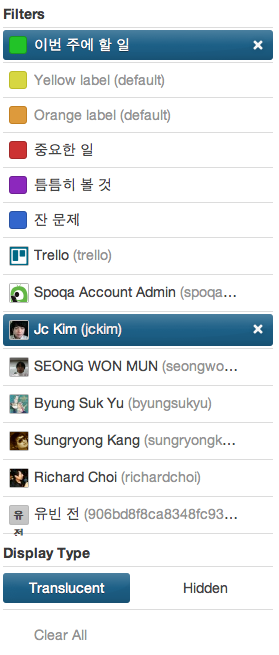 Filters
이번 주에 할 일
Yellow label (default)
Orange label (default)
중요한 일
틈틈히 볼 것
잔 문제
Trello (trello)
Spoqa Account Admin (spoqa…
Jc Kim (jckim)
SEONG WON MUN (seongwo…
Byung Suk Yu (byungsukyu)
Sungryong Kang (sungryongk…
Richard Choi (richardchoi)
유전 유빈 전 (906bd8f8ca8348fc93…
Display Type
Translucent Hidden
Clear All